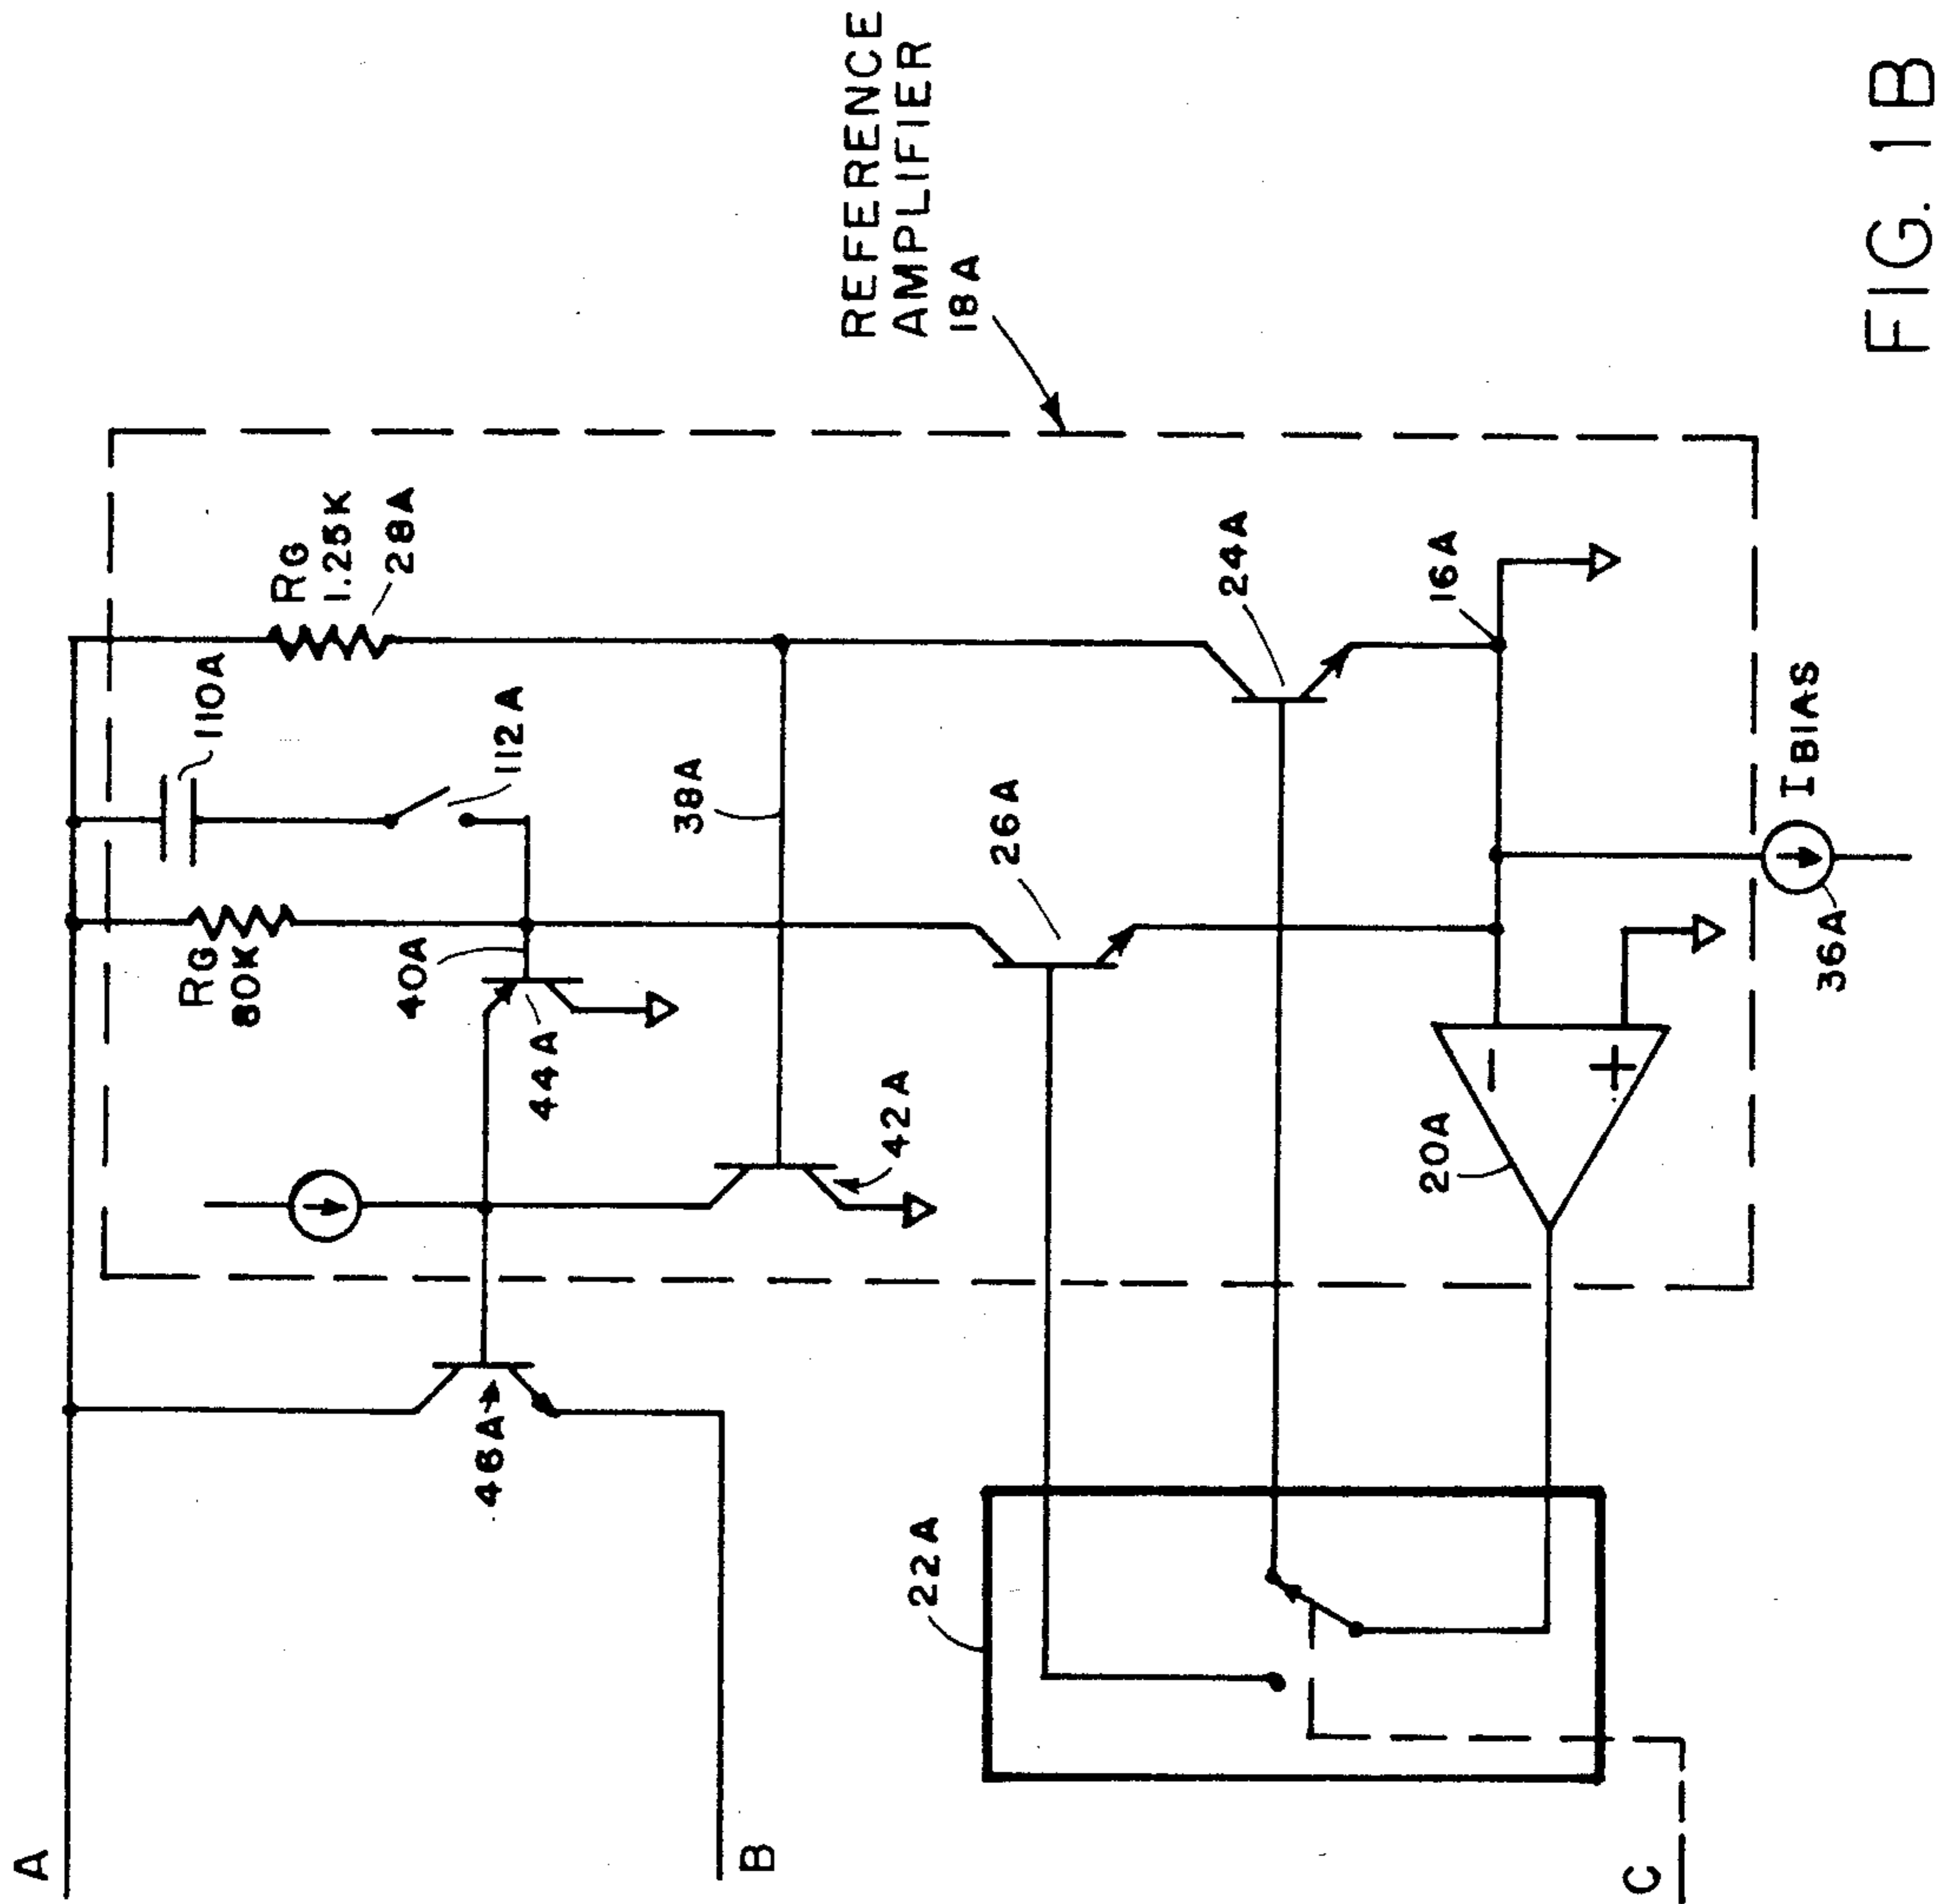 A
B
C
REFERENCE
AMPLIFIER
18A
RG
1.25K
28A
110A
112A
RG
80K
40A
44A
38A
42A
46A
26A
24A
16A
22A
20A
−
+
IBIAS
36A
FIG. 1B